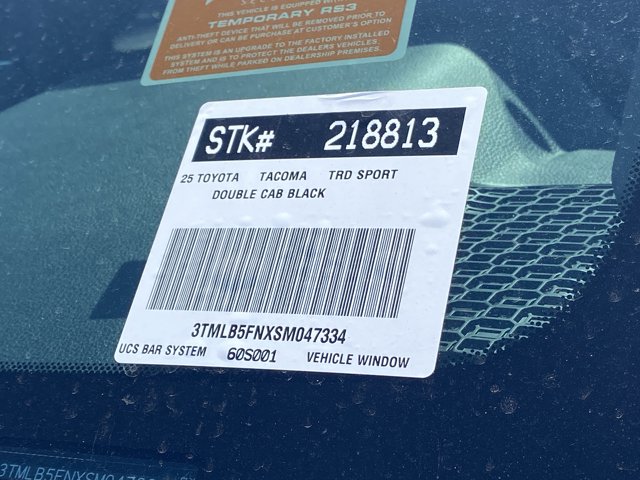 THIS VEHICLE IS EQUIPPED WITH
TEMPORARY RS3
ANTI-THEFT DEVICE THAT WILL BE REMOVED PRIOR TO
DELIVERY OR CAN BE PURCHASED AT CUSTOMER'S OPTION
THIS SYSTEM IS AN UPGRADE TO THE FACTORY INSTALLED
SYSTEM AND IS TO PROTECT THE DEALERS VEHICLES
FROM THEFT WHILE PARKED ON DEALERSHIP PREMISES.
STK# 218813
25 TOYOTA TACOMA TRD SPORT
DOUBLE CAB BLACK
3TMLB5FNXSM047334
UCS BAR SYSTEM 60S001 VEHICLE WINDOW